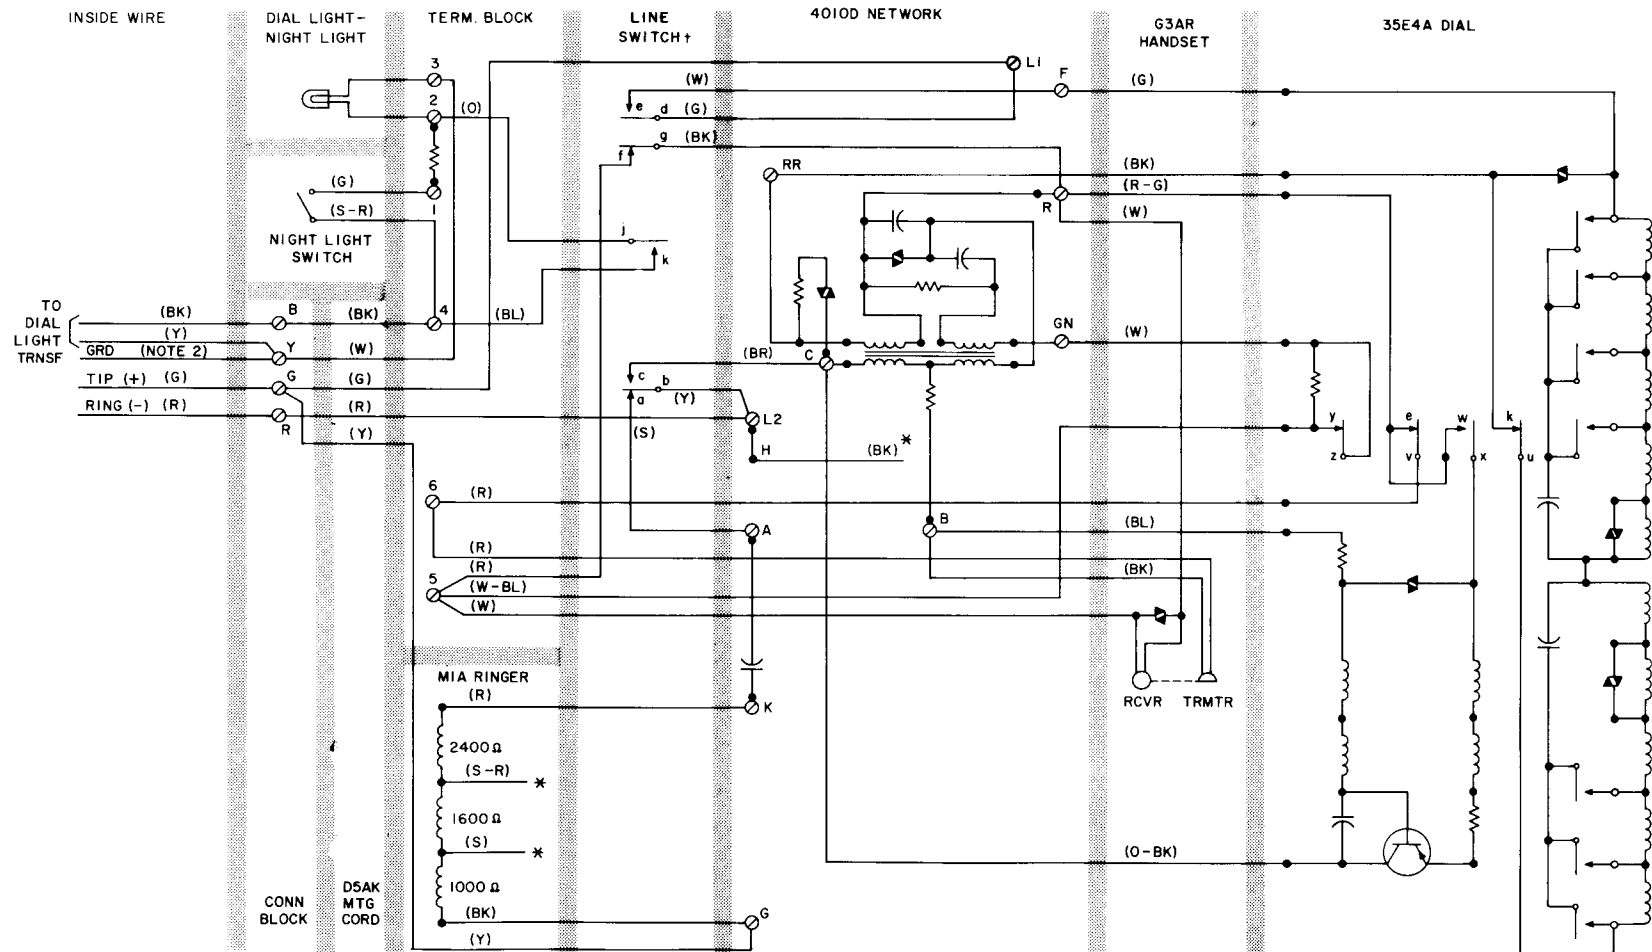 INSIDE WIRE
DIAL LIGHT-
NIGHT LIGHT
TERM. BLOCK
LINE
SWITCH†
4010D NETWORK
G3AR
HANDSET
35E4A DIAL
3
2
(O)
1
(G)
(S-R)
NIGHT LIGHT
SWITCH
4
(BL)
L1
(W)
F
(G)
e
d
(G)
g
(BK)
f
RR
(BK)
R
(R-G)
(W)
j
k
TO
DIAL
LIGHT
TRNSF
(BK)
B
(BK)
(Y)
GRD (NOTE 2)
Y
(W)
TIP (+) (G)
G
(G)
RING (-) (R)
R
(R)
(Y)
GN
(W)
(BR)
C
c
b
(Y)
a
(S)
L2
H
(BK)*
y
z
e
v
w
x
k
u
6
(R)
A
B
(BL)
(R)
(BK)
5
(R)
(W-BL)
(W)
RCVR
TRMTR
M1A RINGER
(R)
K
2400Ω
(S-R)
*
1600Ω
(S)
*
1000Ω
(BK)
G
(Y)
(O-BK)
CONN
BLOCK
D5AK
MTG
CORD